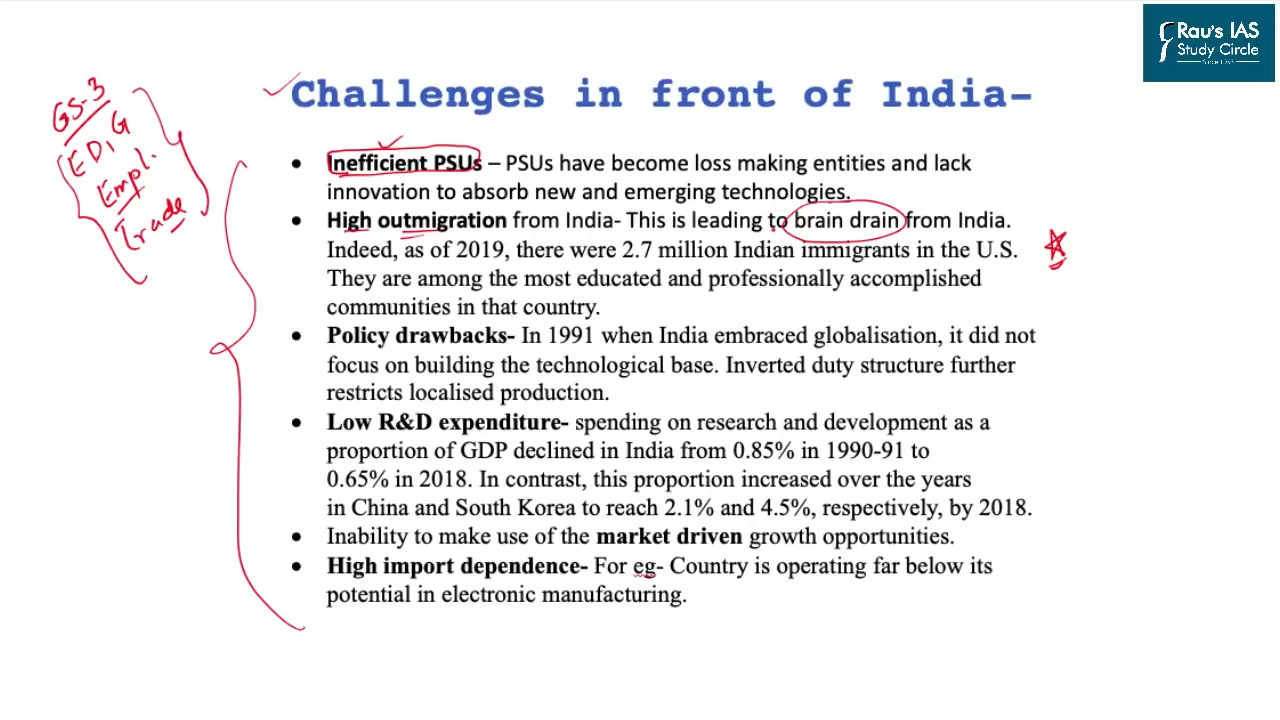 Rau's IAS
Study Circle
Since 1953
Challenges in front of India-
GS-3
ED, G
Empl.
Trade
• Inefficient PSUs – PSUs have become loss making entities and lack
innovation to absorb new and emerging technologies.
• High outmigration from India- This is leading to brain drain from India.
Indeed, as of 2019, there were 2.7 million Indian immigrants in the U.S.
They are among the most educated and professionally accomplished
communities in that country.
• Policy drawbacks- In 1991 when India embraced globalisation, it did not
focus on building the technological base. Inverted duty structure further
restricts localised production.
• Low R&D expenditure- spending on research and development as a
proportion of GDP declined in India from 0.85% in 1990-91 to
0.65% in 2018. In contrast, this proportion increased over the years
in China and South Korea to reach 2.1% and 4.5%, respectively, by 2018.
• Inability to make use of the market driven growth opportunities.
• High import dependence- For eg- Country is operating far below its
potential in electronic manufacturing.